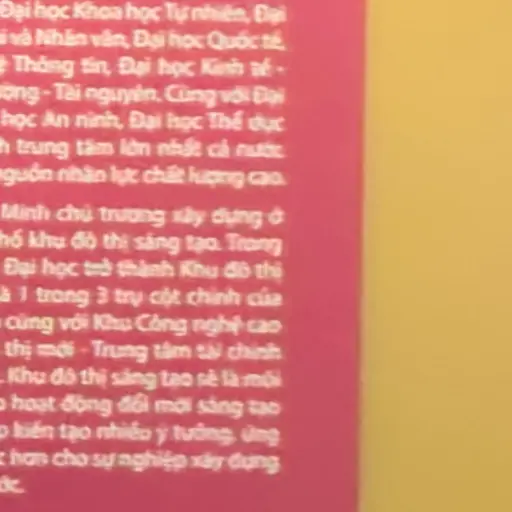 Đại học Khoa học Tự nhiên, Đại
và Nhân văn, Đại học Quốc tế,
Thông tin, Đại học Kinh tế -
- Tài nguyên. Cùng với Đại
học An ninh, Đại học Thể dục
trung tâm lớn nhất cả nước
nguồn nhân lực chất lượng cao.
Minh chủ trương xây dựng ở
khu đô thị sáng tạo. Trong
Đại học trở thành Khu đô thị
là 1 trong 3 trụ cột chính của
cùng với Khu Công nghệ cao
thị mới - Trung tâm tài chính
. Khu đô thị sáng tạo sẽ là môi
hoạt động đổi mới sáng tạo
kiến tạo nhiều ý tưởng, ứng
hơn cho sự nghiệp xây dựng